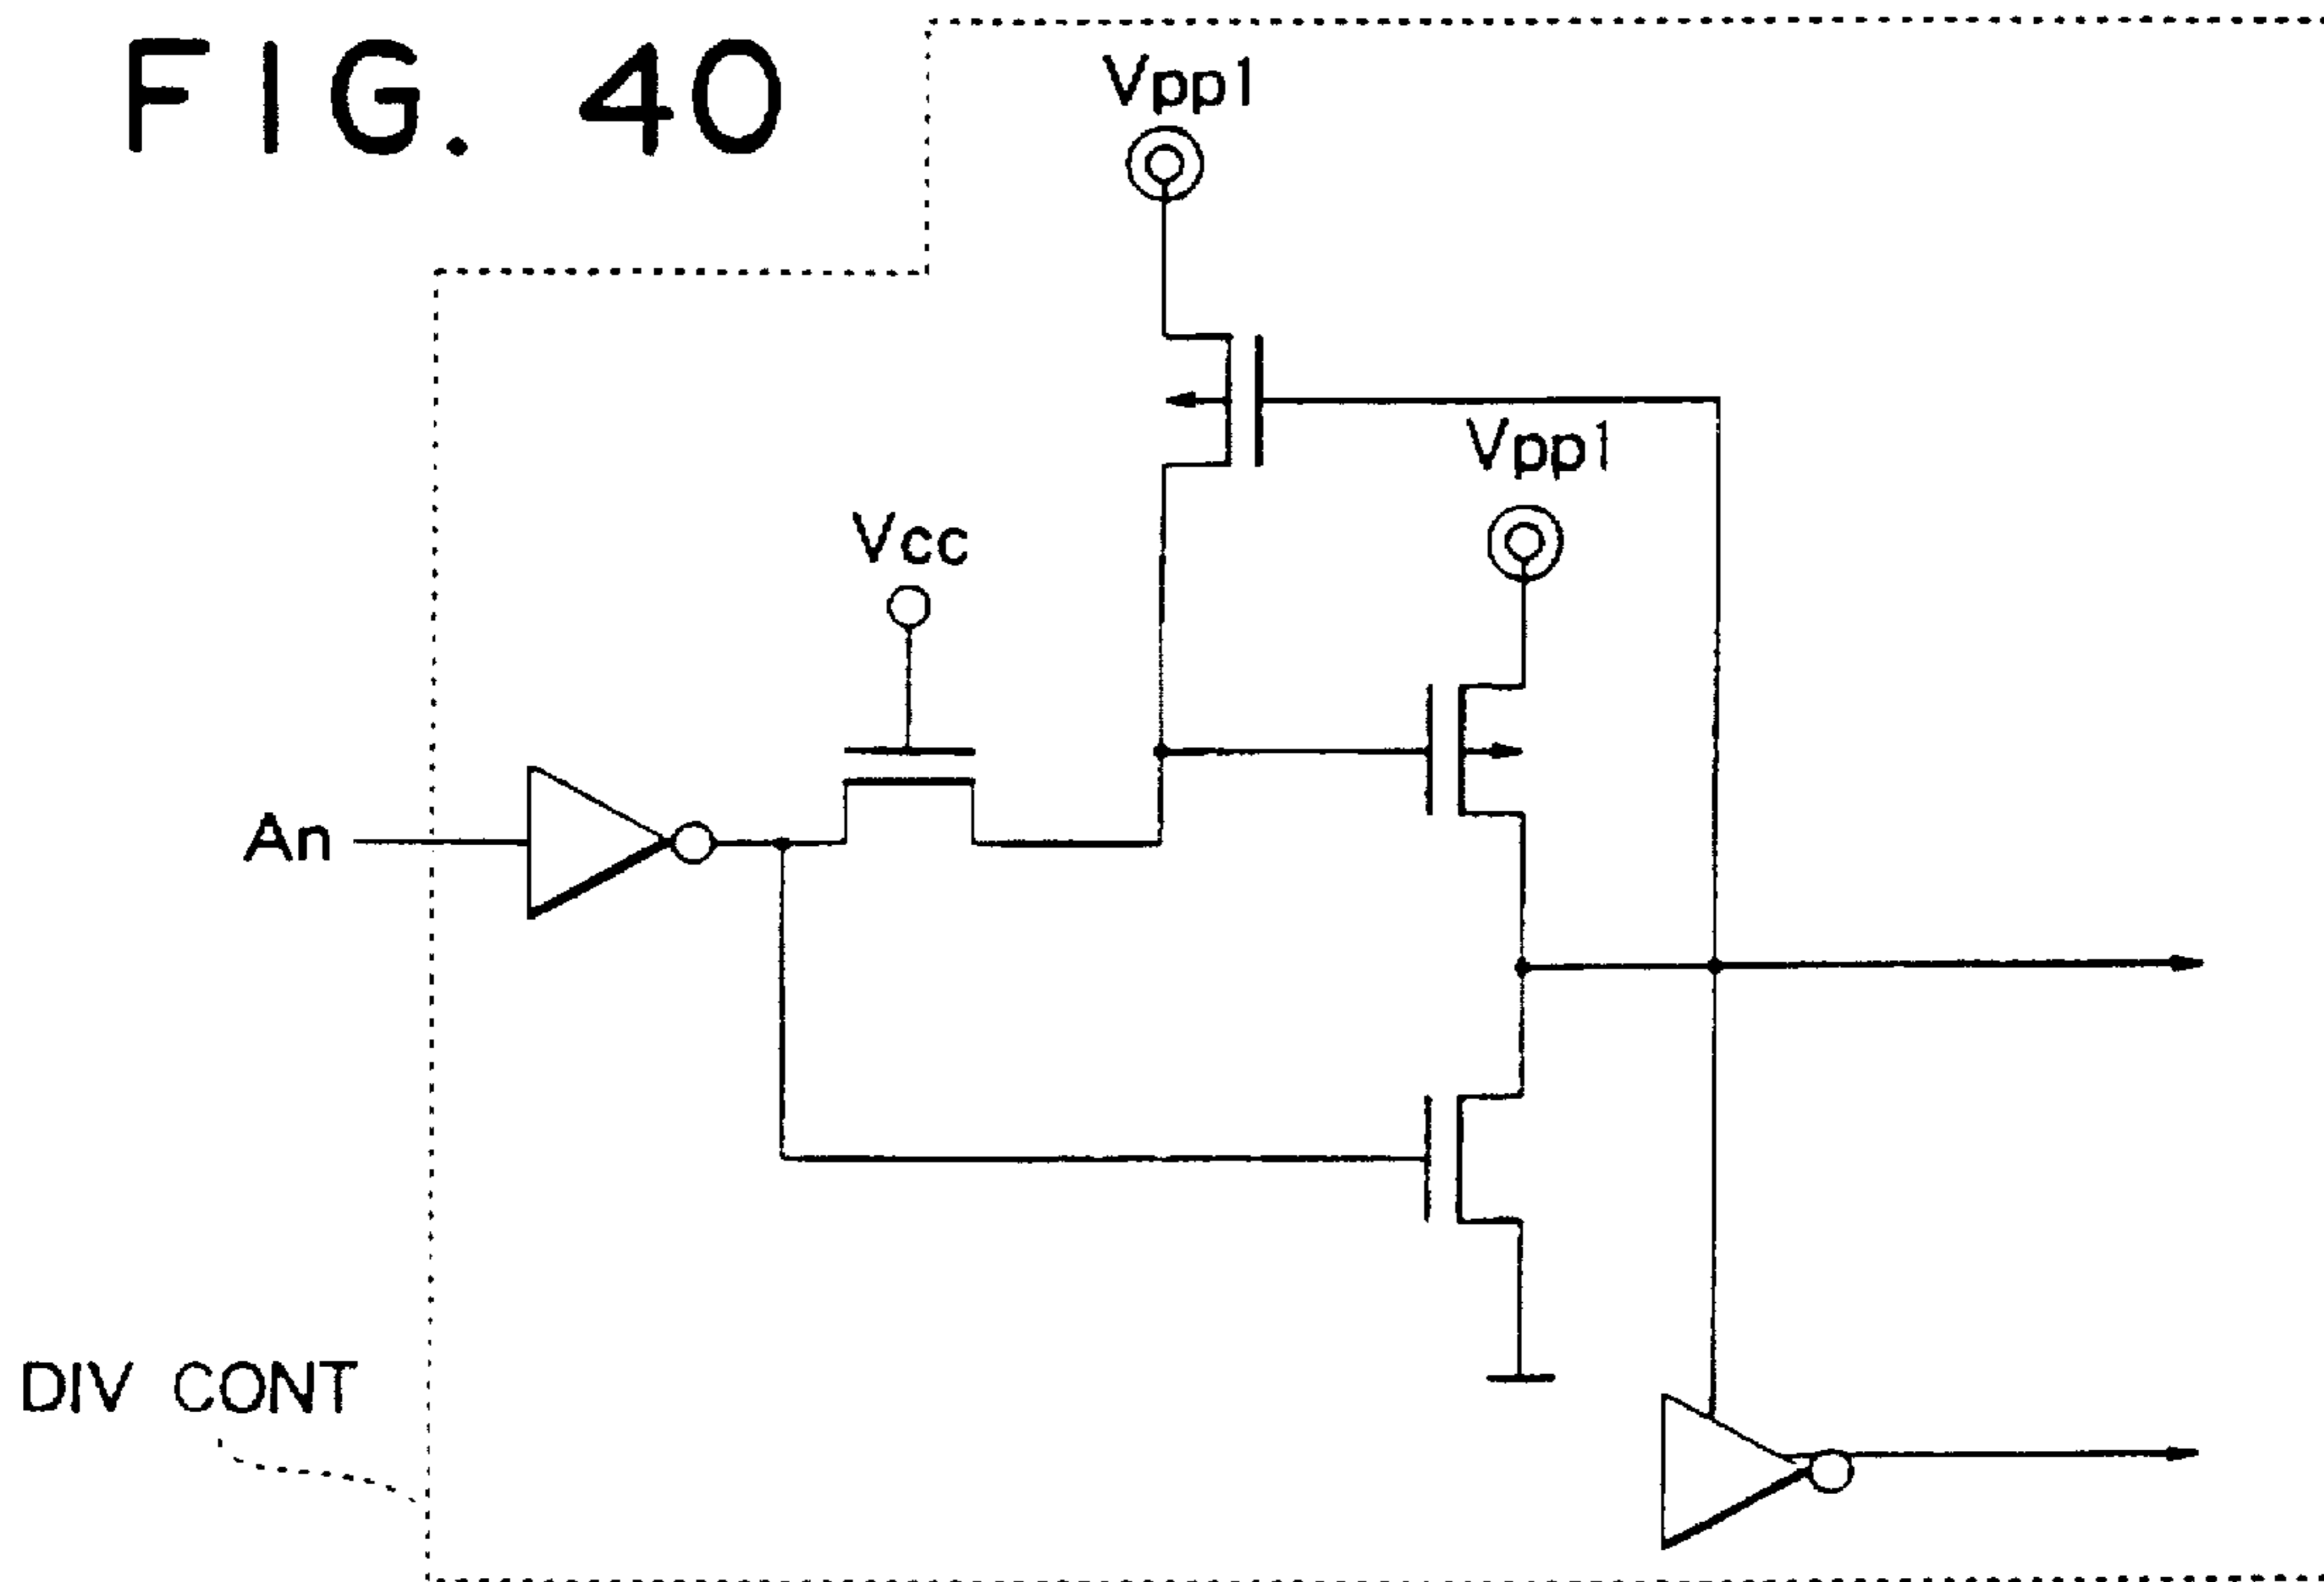 FIG. 40
Vpp1
Vpp1
Vcc
An
DIV CONT